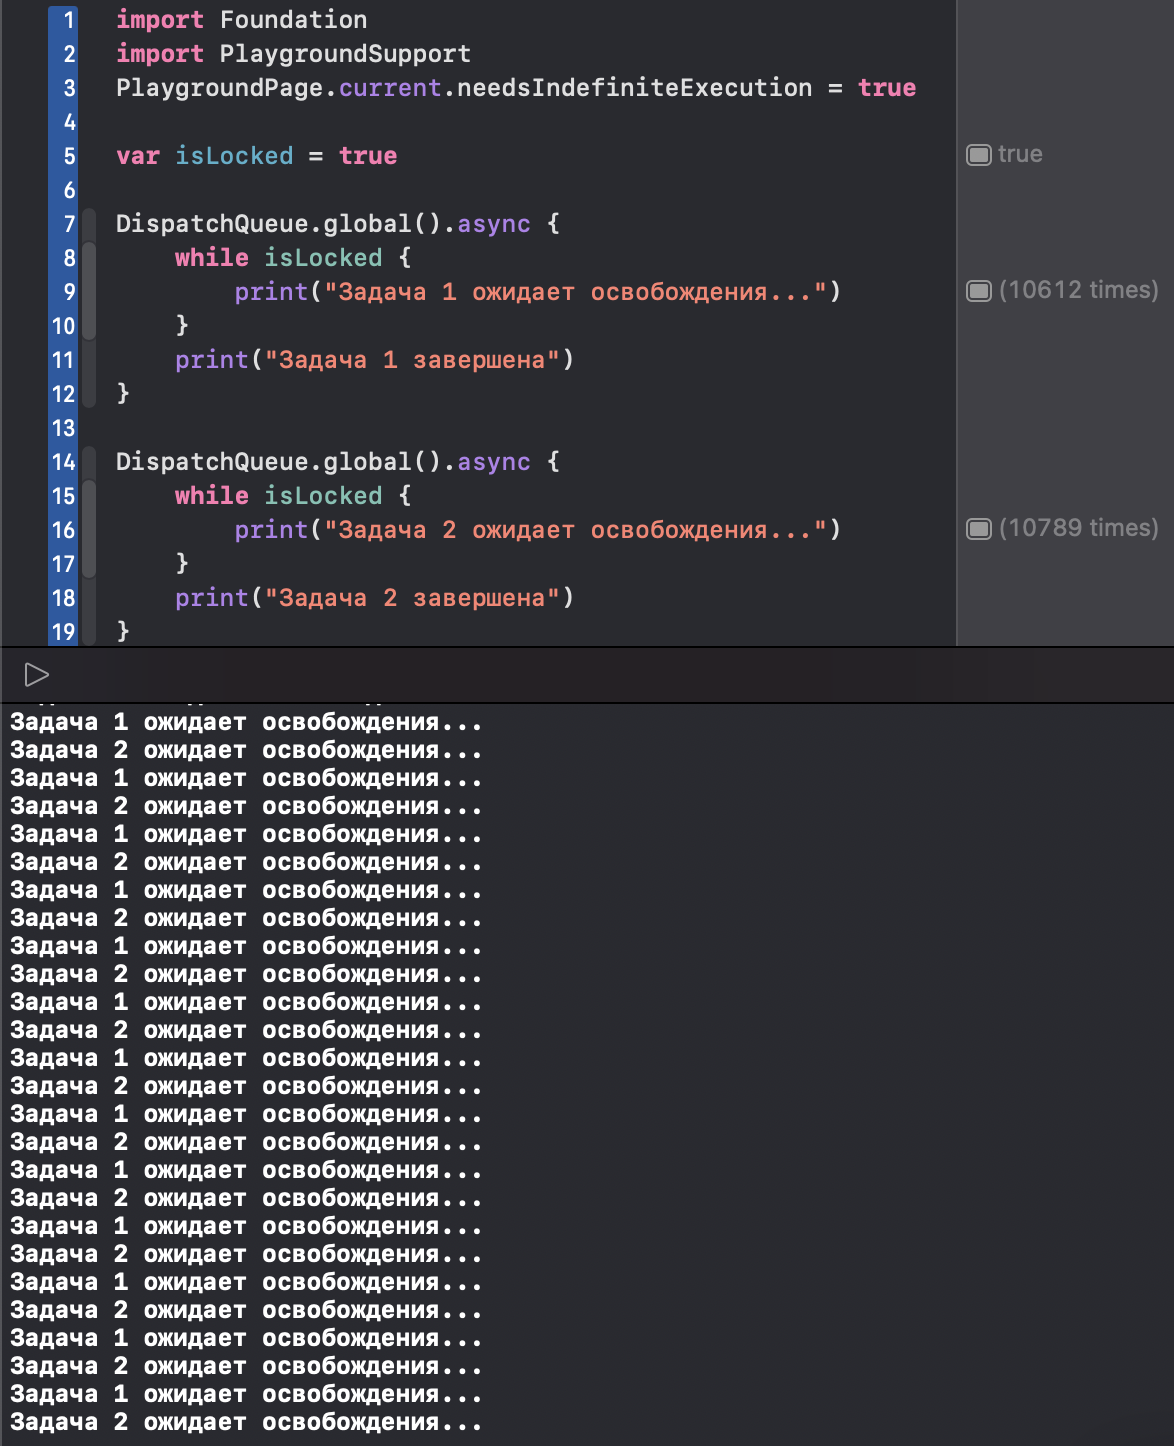 1 import Foundation
2 import PlaygroundSupport
3 PlaygroundPage.current.needsIndefiniteExecution = true
4
5 var isLocked = true true
6
7 DispatchQueue.global().async {
8 while isLocked {
9 print("Задача 1 ожидает освобождения...") (10612 times)
10 }
11 print("Задача 1 завершена")
12 }
13
14 DispatchQueue.global().async {
15 while isLocked {
16 print("Задача 2 ожидает освобождения...") (10789 times)
17 }
18 print("Задача 2 завершена")
19 }
Задача 1 ожидает освобождения...
Задача 2 ожидает освобождения...
Задача 1 ожидает освобождения...
Задача 2 ожидает освобождения...
Задача 1 ожидает освобождения...
Задача 2 ожидает освобождения...
Задача 1 ожидает освобождения...
Задача 2 ожидает освобождения...
Задача 1 ожидает освобождения...
Задача 2 ожидает освобождения...
Задача 1 ожидает освобождения...
Задача 2 ожидает освобождения...
Задача 1 ожидает освобождения...
Задача 2 ожидает освобождения...
Задача 1 ожидает освобождения...
Задача 2 ожидает освобождения...
Задача 1 ожидает освобождения...
Задача 2 ожидает освобождения...
Задача 1 ожидает освобождения...
Задача 2 ожидает освобождения...
Задача 1 ожидает освобождения...
Задача 2 ожидает освобождения...
Задача 1 ожидает освобождения...
Задача 2 ожидает освобождения...
Задача 1 ожидает освобождения...
Задача 2 ожидает освобождения...